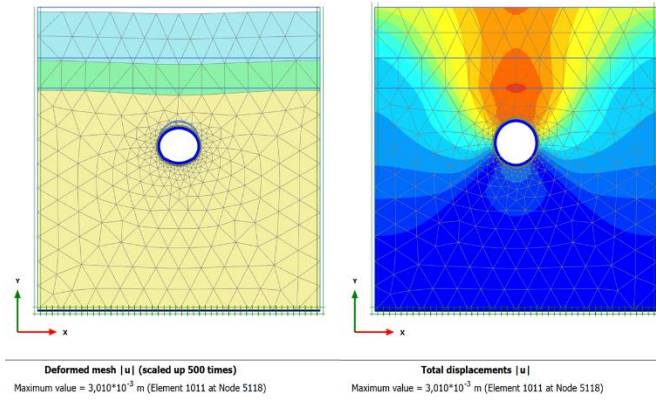 Y
X
Y
X
Deformed mesh |u| (scaled up 500 times)
Maximum value = 3,010*10⁻³ m (Element 1011 at Node 5118)
Total displacements |u|
Maximum value = 3,010*10⁻³ m (Element 1011 at Node 5118)